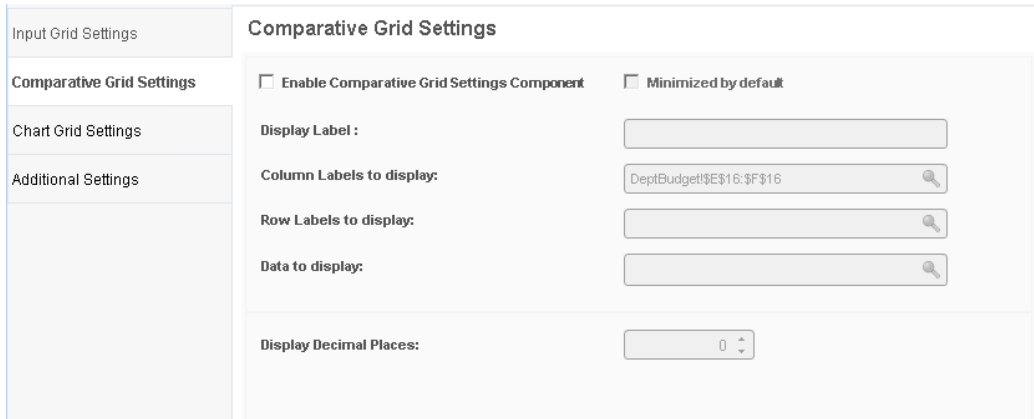 Input Grid Settings
Comparative Grid Settings
Chart Grid Settings
Additional Settings
Comparative Grid Settings
Enable Comparative Grid Settings Component
Minimized by default
Display Label :
Column Labels to display:
DeptBudget!$E$16:$F$16
Row Labels to display:
Data to display:
Display Decimal Places:
0